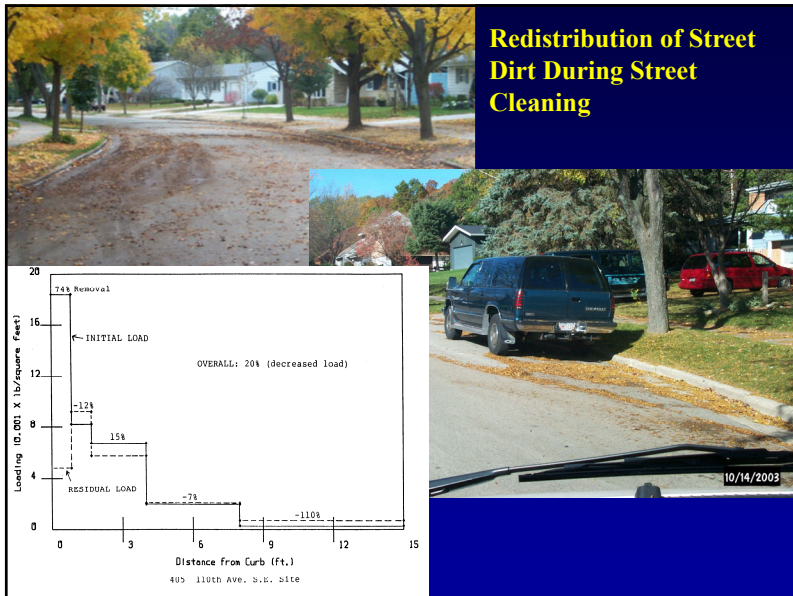 Redistribution of Street
Dirt During Street
Cleaning
20
74% Removal
16
INITIAL LOAD
OVERALL: 20% (decreased load)
12
-12%
8
15%
4
RESIDUAL LOAD
-7%
-110%
0
Loading (0.001 X lb/square feet)
0 3 6 9 12 15
Distance from Curb (ft.)
405 110th Ave. S.E. Site
CHEVROLET
10/14/2003